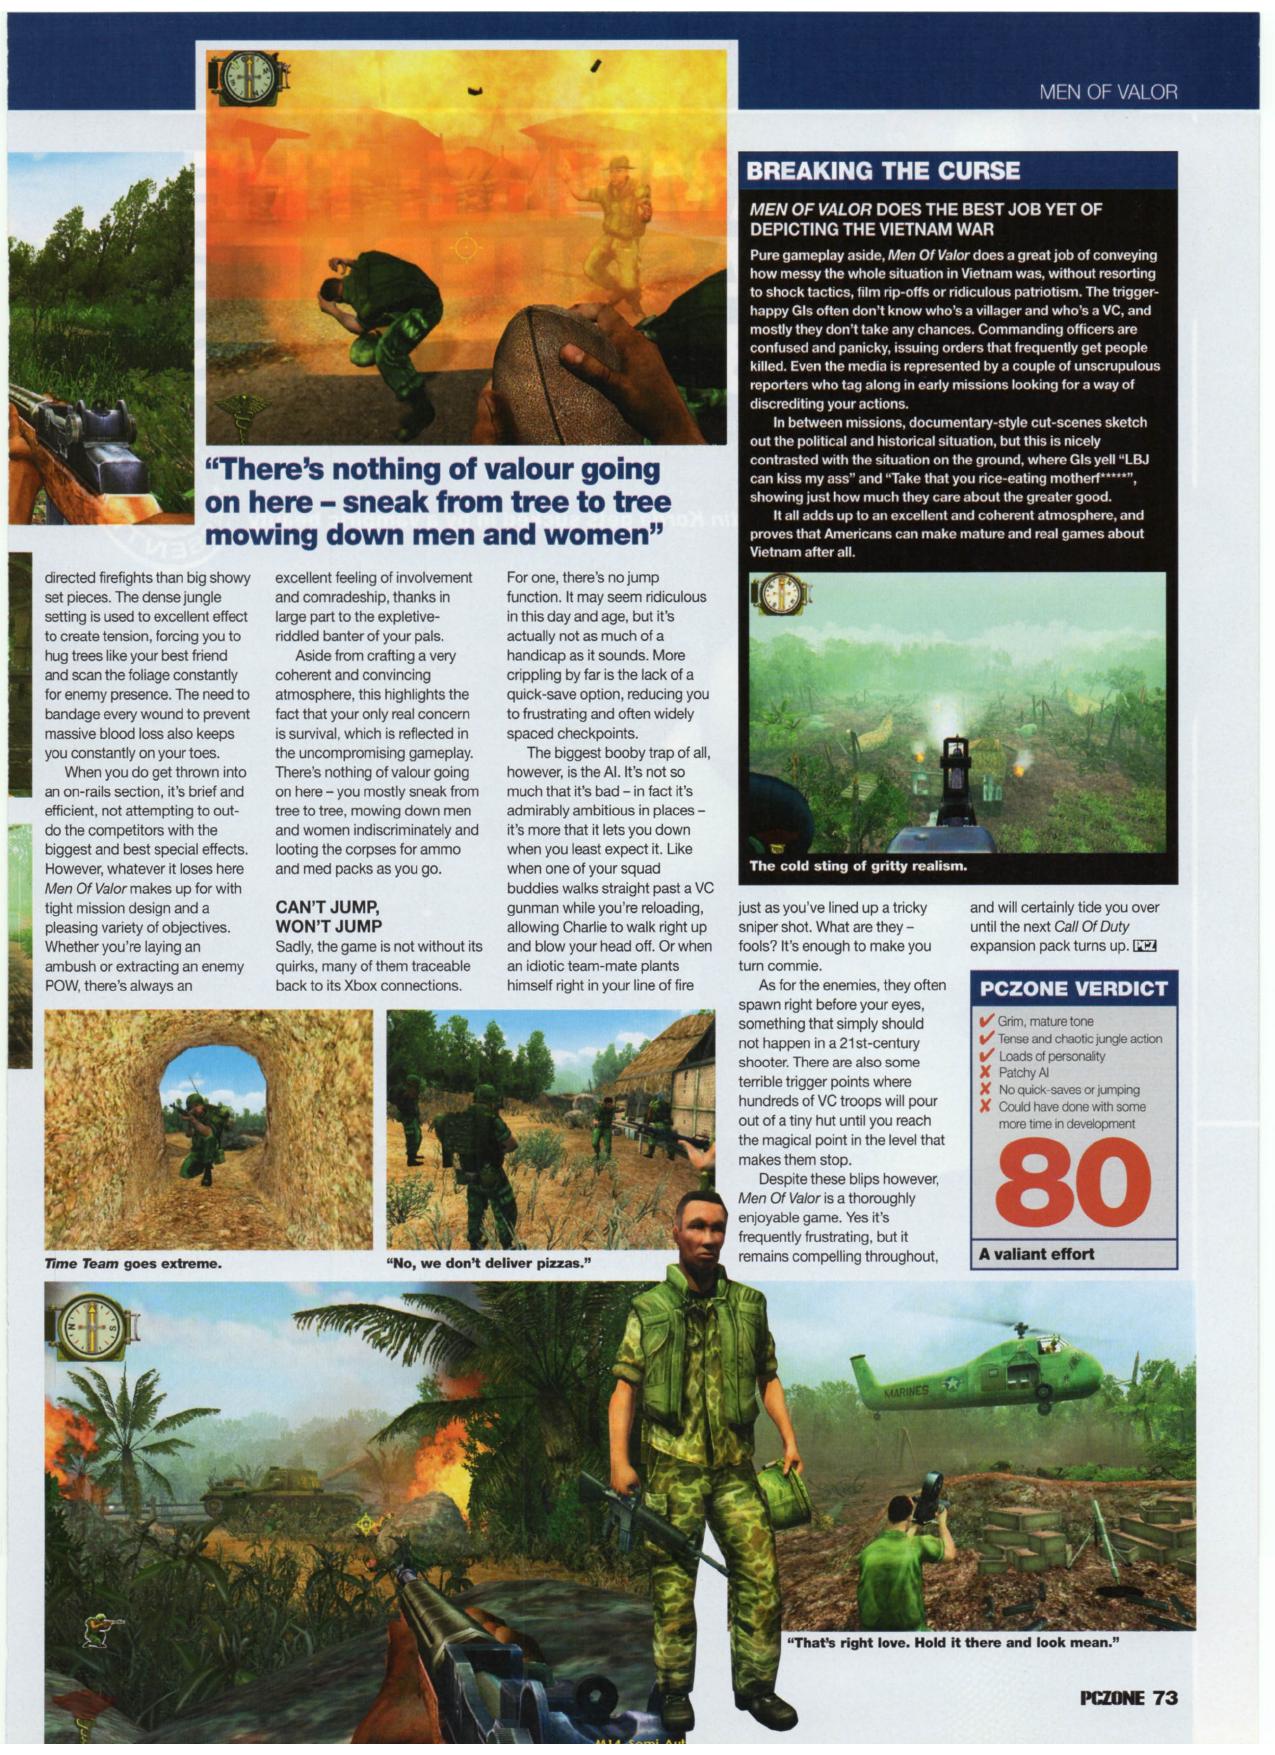 MEN OF VALOR
“There’s nothing of valour going
on here – sneak from tree to tree
mowing down men and women”
directed firefights than big showy
set pieces. The dense jungle
setting is used to excellent effect
to create tension, forcing you to
hug trees like your best friend
and scan the foliage constantly
for enemy presence. The need to
bandage every wound to prevent
massive blood loss also keeps
you constantly on your toes.
When you do get thrown into
an on-rails section, it’s brief and
efficient, not attempting to out-
do the competitors with the
biggest and best special effects.
However, whatever it loses here
Men Of Valor makes up for with
tight mission design and a
pleasing variety of objectives.
Whether you’re laying an
ambush or extracting an enemy
POW, there’s always an
excellent feeling of involvement
and comradeship, thanks in
large part to the expletive-
riddled banter of your pals.
Aside from crafting a very
coherent and convincing
atmosphere, this highlights the
fact that your only real concern
is survival, which is reflected in
the uncompromising gameplay.
There’s nothing of valour going
on here – you mostly sneak from
tree to tree, mowing down men
and women indiscriminately and
looting the corpses for ammo
and med packs as you go.
CAN’T JUMP,
WON’T JUMP
Sadly, the game is not without its
quirks, many of them traceable
back to its Xbox connections.
For one, there’s no jump
function. It may seem ridiculous
in this day and age, but it’s
actually not as much of a
handicap as it sounds. More
crippling by far is the lack of a
quick-save option, reducing you
to frustrating and often widely
spaced checkpoints.
The biggest booby trap of all,
however, is the AI. It’s not so
much that it’s bad – in fact it’s
admirably ambitious in places –
it’s more that it lets you down
when you least expect it. Like
when one of your squad
buddies walks straight past a VC
gunman while you’re reloading,
allowing Charlie to walk right up
and blow your head off. Or when
an idiotic team-mate plants
himself right in your line of fire
just as you’ve lined up a tricky
sniper shot. What are they –
fools? It’s enough to make you
turn commie.
As for the enemies, they often
spawn right before your eyes,
something that simply should
not happen in a 21st-century
shooter. There are also some
terrible trigger points where
hundreds of VC troops will pour
out of a tiny hut until you reach
the magical point in the level that
makes them stop.
Despite these blips however,
Men Of Valor is a thoroughly
enjoyable game. Yes it’s
frequently frustrating, but it
remains compelling throughout,
and will certainly tide you over
until the next Call Of Duty
expansion pack turns up. PCZ
BREAKING THE CURSE
MEN OF VALOR DOES THE BEST JOB YET OF
DEPICTING THE VIETNAM WAR
Pure gameplay aside, Men Of Valor does a great job of conveying
how messy the whole situation in Vietnam was, without resorting
to shock tactics, film rip-offs or ridiculous patriotism. The trigger-
happy GIs often don’t know who’s a villager and who’s a VC, and
mostly they don’t take any chances. Commanding officers are
confused and panicky, issuing orders that frequently get people
killed. Even the media is represented by a couple of unscrupulous
reporters who tag along in early missions looking for a way of
discrediting your actions.
In between missions, documentary-style cut-scenes sketch
out the political and historical situation, but this is nicely
contrasted with the situation on the ground, where GIs yell “LBJ
can kiss my ass” and “Take that you rice-eating motherf*****”,
showing just how much they care about the greater good.
It all adds up to an excellent and coherent atmosphere, and
proves that Americans can make mature and real games about
Vietnam after all.
The cold sting of gritty realism.
PCZONE VERDICT
Grim, mature tone
Tense and chaotic jungle action
Loads of personality
Patchy AI
No quick-saves or jumping
Could have done with some
more time in development
80
A valiant effort
Time Team goes extreme.
“No, we don’t deliver pizzas.”
MARINES
“That’s right love. Hold it there and look mean.”
M14 Semi Aut
PCZONE 73